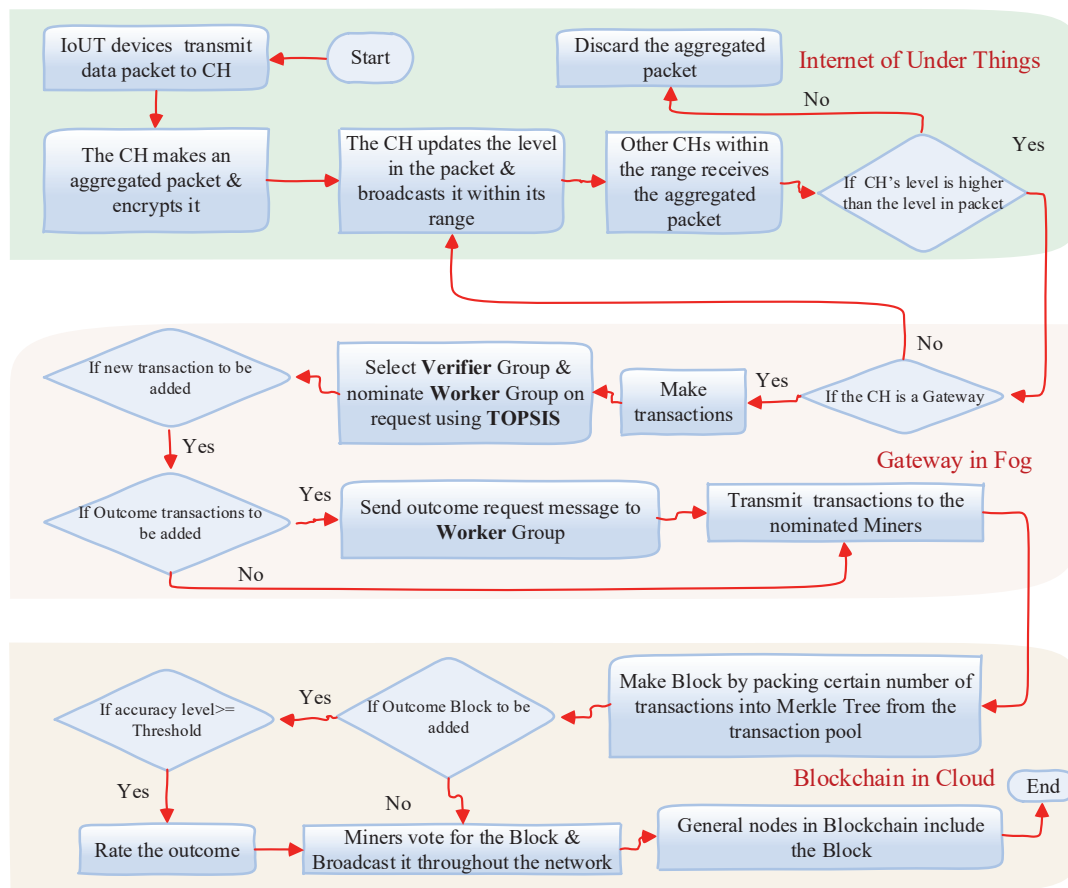 IoUT devices transmit
data packet to CH
Start
Discard the aggregated
packet
Internet of Under Things
No
Yes
The CH makes an
aggregated packet &
encrypts it
The CH updates the level
in the packet &
broadcasts it within its
range
Other CHs within
the range receives
the aggregated
packet
If CH's level is higher
than the level in packet
No
If new transaction to be
added
Select Verifier Group &
nominate Worker Group on
request using TOPSIS
Make
transactions
Yes
If the CH is a Gateway
Yes
Gateway in Fog
If Outcome transactions to
be added
Yes
Send outcome request message to
Worker Group
Transmit transactions to the
nominated Miners
No
If accuracy level>=
Threshold
Yes
If Outcome Block to be
added
Make Block by packing certain number of
transactions into Merkle Tree from the
transaction pool
Blockchain in Cloud
End
Yes
No
Rate the outcome
Miners vote for the Block &
Broadcast it throughout the network
General nodes in Blockchain include
the Block